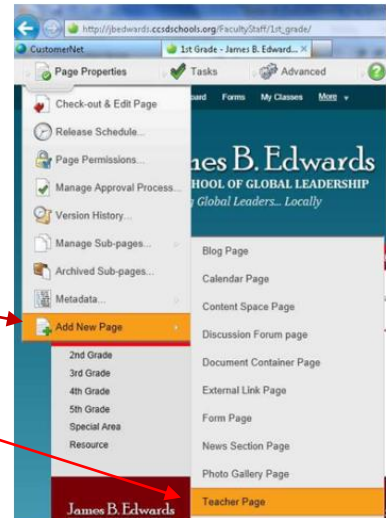 http://jbedwards.ccsdschools.org/FacultyStaff/1st_grade/
CustomerNet
1st Grade - James B. Edward... ×
Page Properties
Tasks
Advanced
Check-out & Edit Page
Release Schedule...
Page Permissions...
Manage Approval Process...
Version History...
Manage Sub-pages...
Archived Sub-pages...
Metadata...
Add New Page
Forms
My Classes
More
mes B. Edwards
HOOL OF GLOBAL LEADERSHIP
Global Leaders... Locally
Blog Page
Calendar Page
Content Space Page
Discussion Forum page
Document Container Page
External Link Page
Form Page
News Section Page
Photo Gallery Page
Teacher Page
2nd Grade
3rd Grade
4th Grade
5th Grade
Special Area
Resource
James B. Edwards